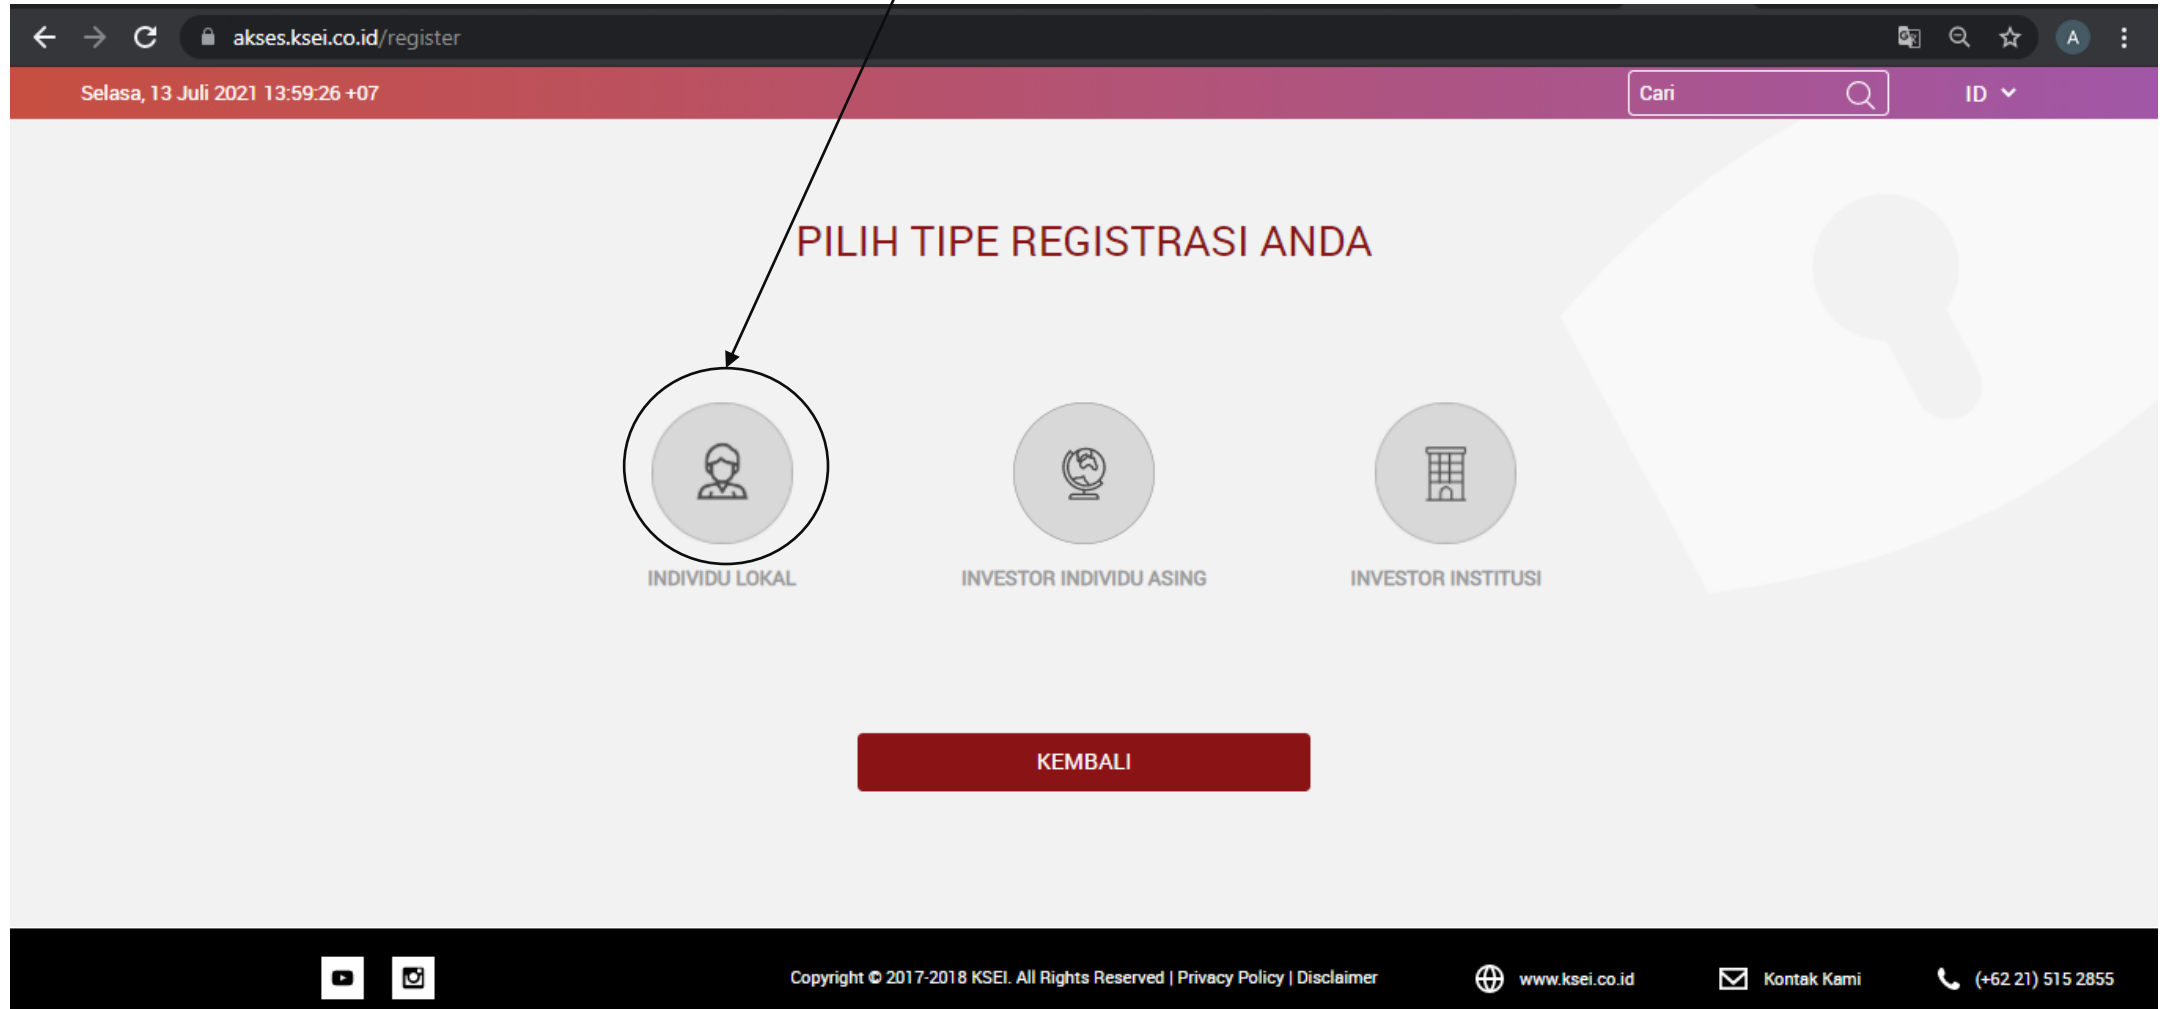 akses.ksei.co.id/register
A
Selasa, 13 Juli 2021 13:59:26 +07
Cari
ID
PILIH TIPE REGISTRASI ANDA
INDIVIDU LOKAL
INVESTOR INDIVIDU ASING
INVESTOR INSTITUSI
KEMBALI
Copyright © 2017-2018 KSEI. All Rights Reserved | Privacy Policy | Disclaimer
www.ksei.co.id
Kontak Kami
(+62 21) 515 2855